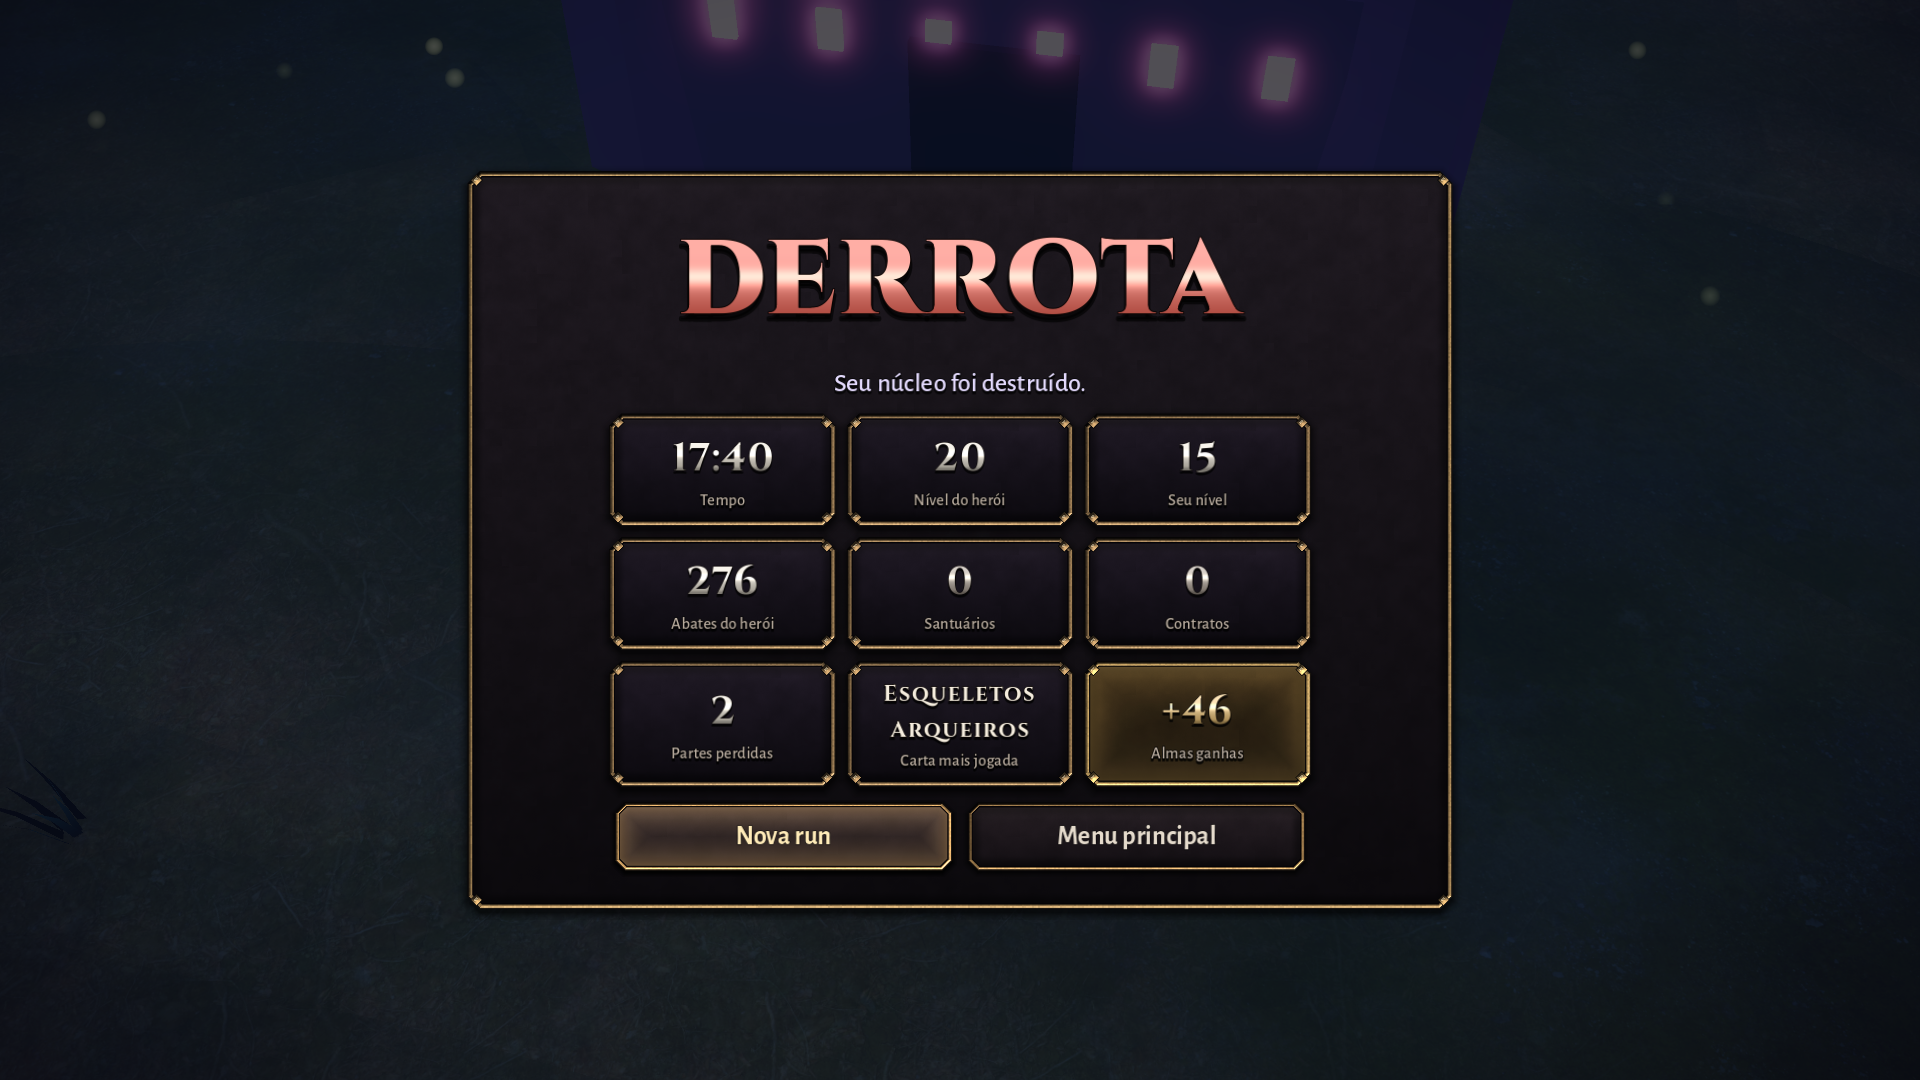 DERROTA
Seu núcleo foi destruído.
17:40
Tempo
20
Nível do herói
15
Seu nível
276
Abates do herói
0
Santuários
0
Contratos
2
Partes perdidas
Esqueletos
Arqueiros
Carta mais jogada
+46
Almas ganhas
Nova run
Menu principal